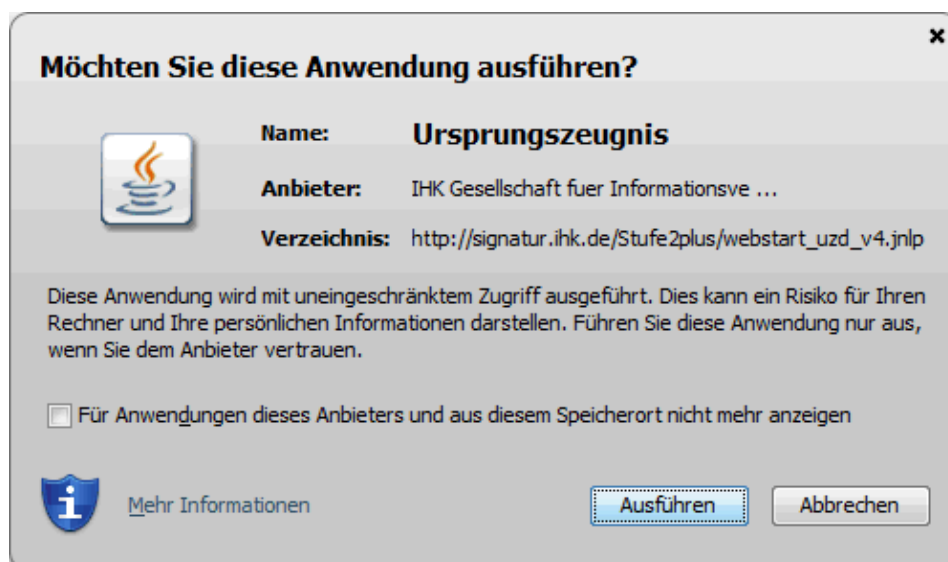 Möchten Sie diese Anwendung ausführen?
Name: Ursprungszeugnis
Anbieter: IHK Gesellschaft fuer Informationsve ...
Verzeichnis: http://signatur.ihk.de/Stufe2plus/webstart_uzd_v4.jnlp
Diese Anwendung wird mit uneingeschränktem Zugriff ausgeführt. Dies kann ein Risiko für Ihren
Rechner und Ihre persönlichen Informationen darstellen. Führen Sie diese Anwendung nur aus,
wenn Sie dem Anbieter vertrauen.
Für Anwendungen dieses Anbieters und aus diesem Speicherort nicht mehr anzeigen
Mehr Informationen
Ausführen
Abbrechen